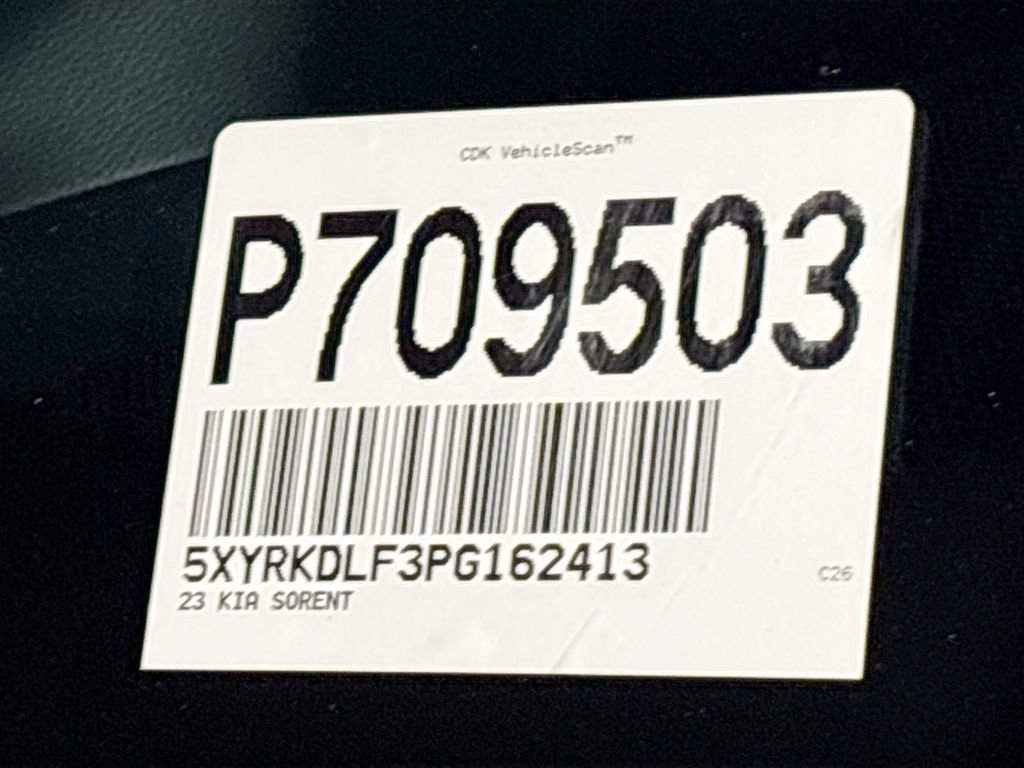 CDK VehicleScan™
P709503
5XYRKDLF3PG162413
23 KIA SORENT
C26